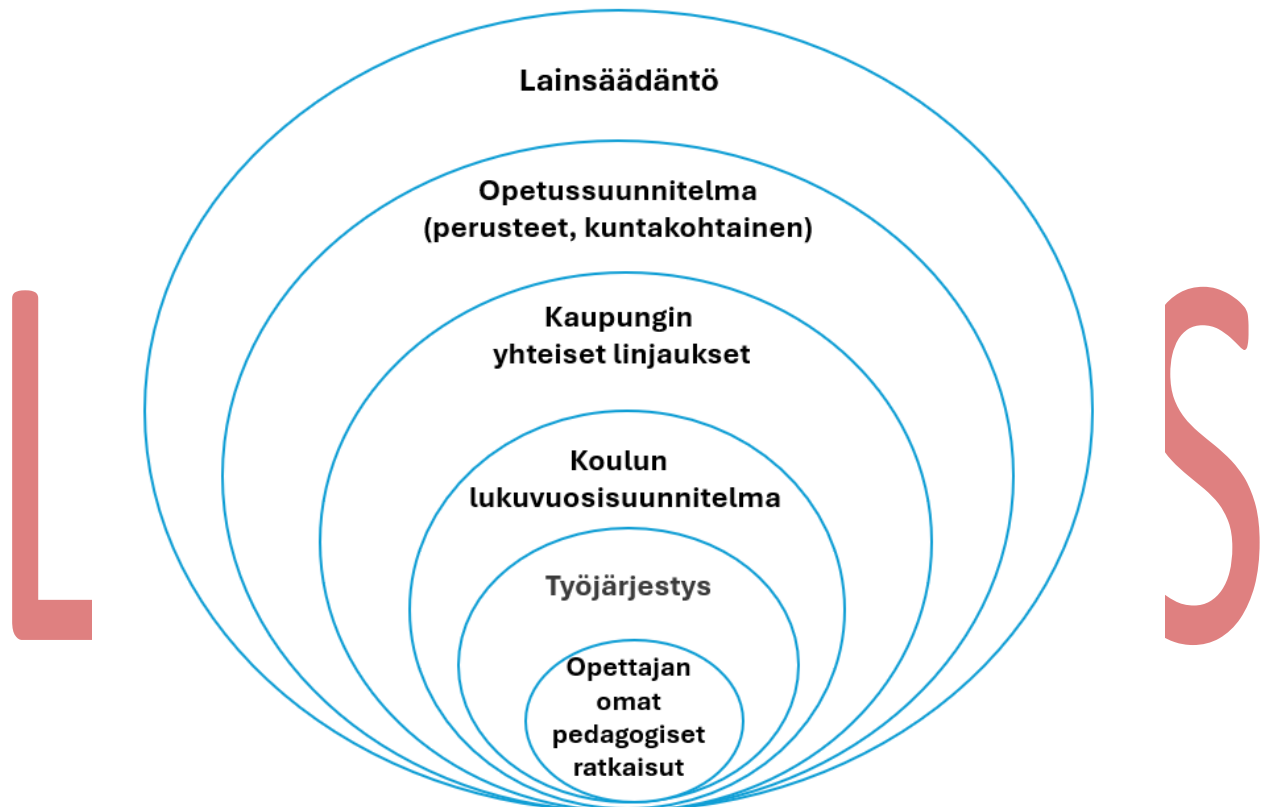 Lainsäädäntö
Opetussuunnitelma
(perusteet, kuntakohtainen)
Kaupungin
yhteiset linjaukset
L
S
Koulun
lukuvuosisuunnitelma
Työjärjestys
Opettajan
omat
pedagogiset
ratkaisut